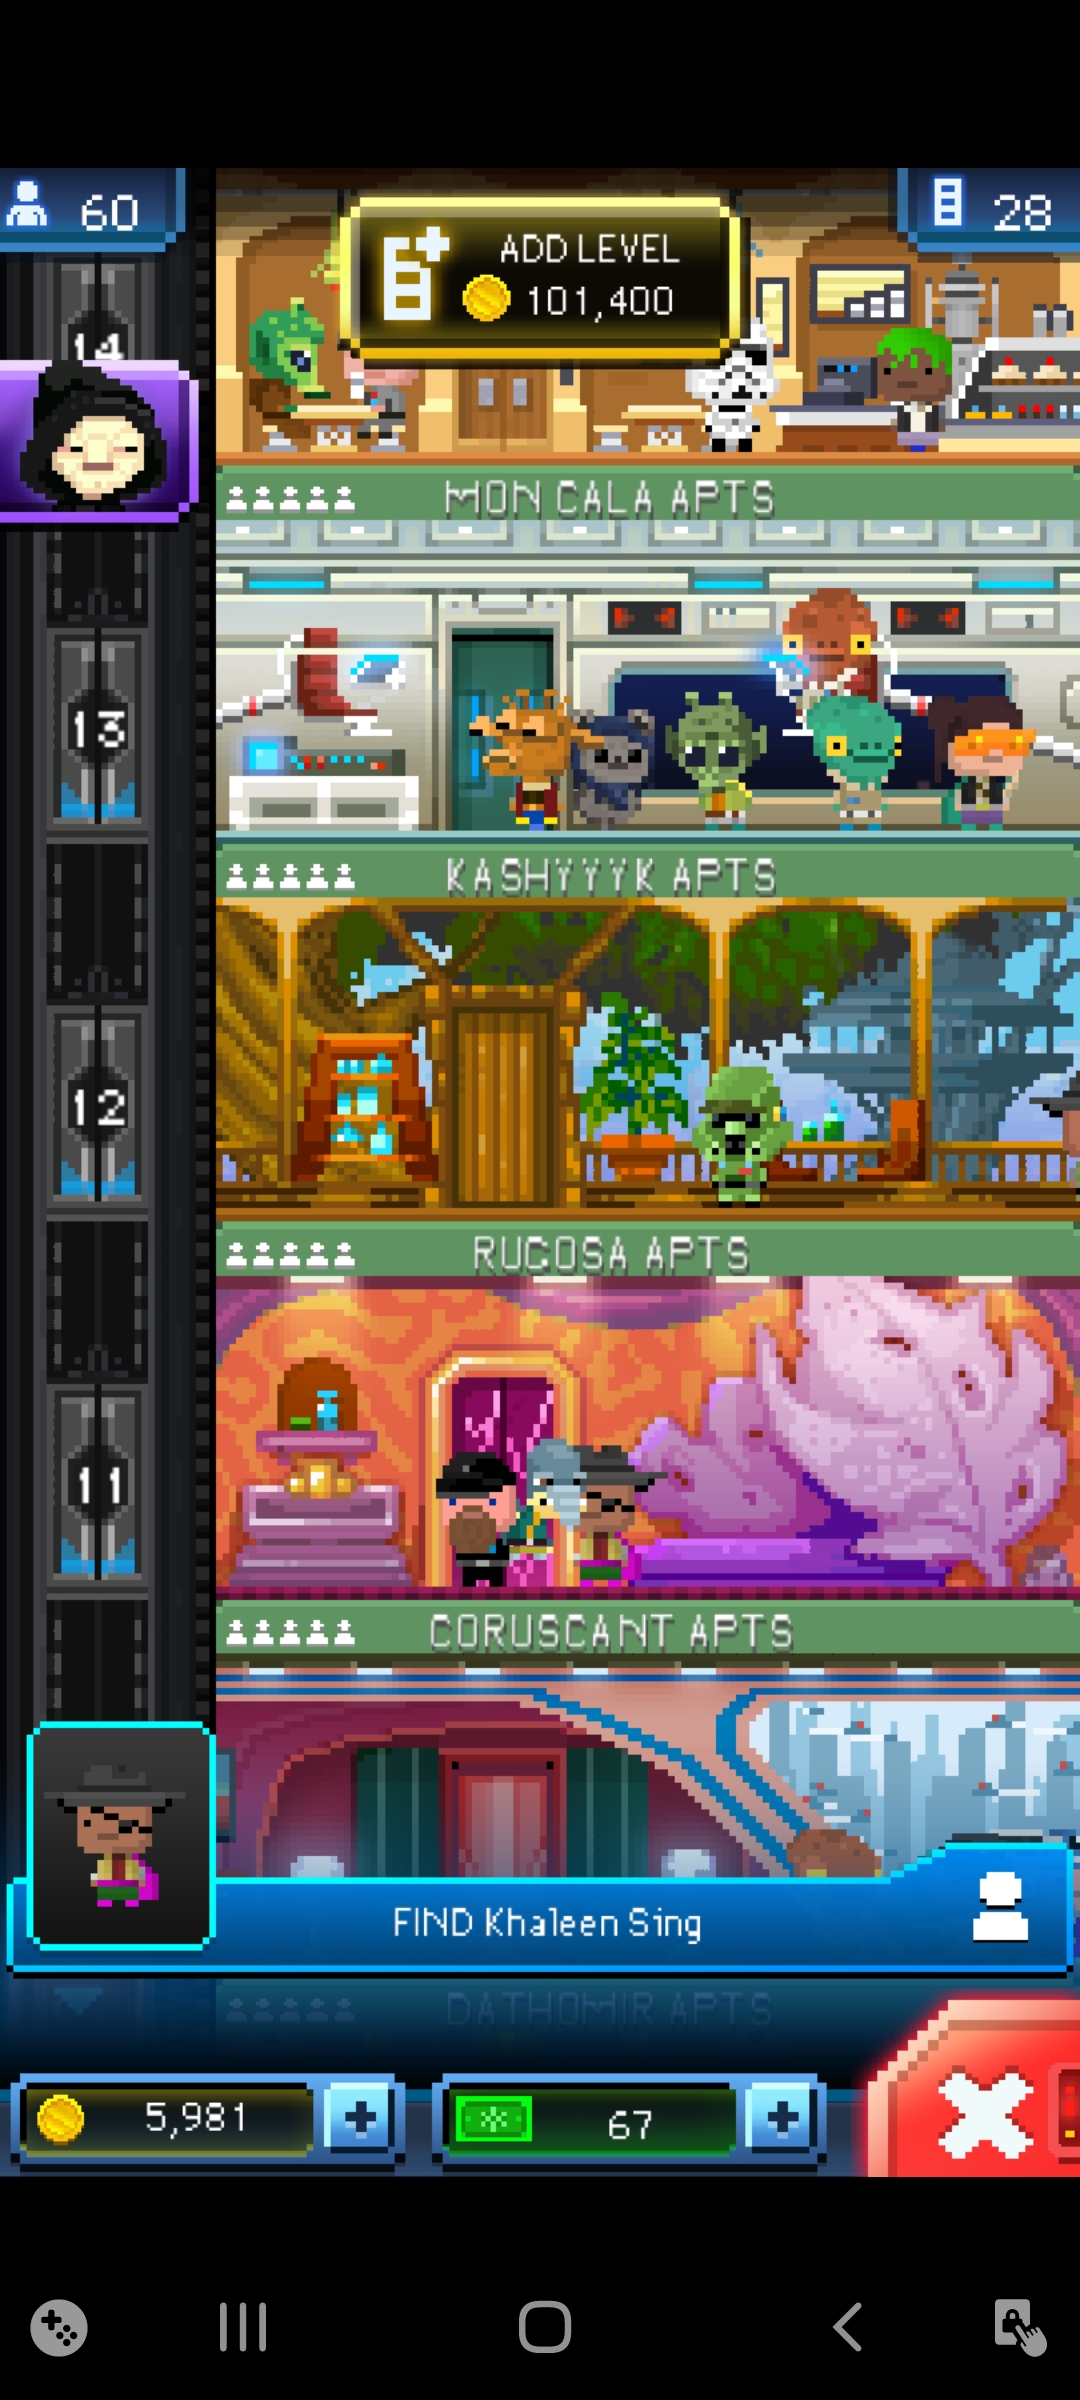 60
ADD LEVEL
101,400
28
14
MON CALA APTS
13
KASHYYYK APTS
12
RUGOSA APTS
11
CORUSCANT APTS
FIND Khaleen Sing
DATHOMIR APTS
5,981
67